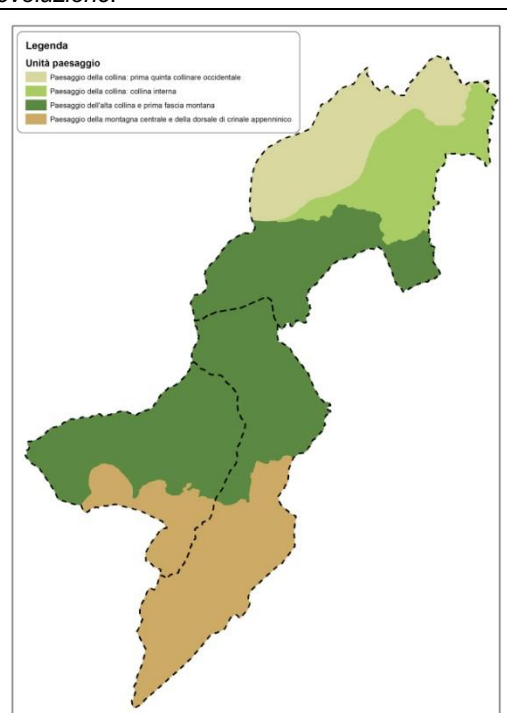 evoluzione.
Legenda
Unità paesaggio
Paesaggio della collina: prima quinta collinare occidentale
Paesaggio della collina: collina interna
Paesaggio dell'alta collina e prima fascia montana
Paesaggio della montagna centrale e della dorsale di crinale appenninico